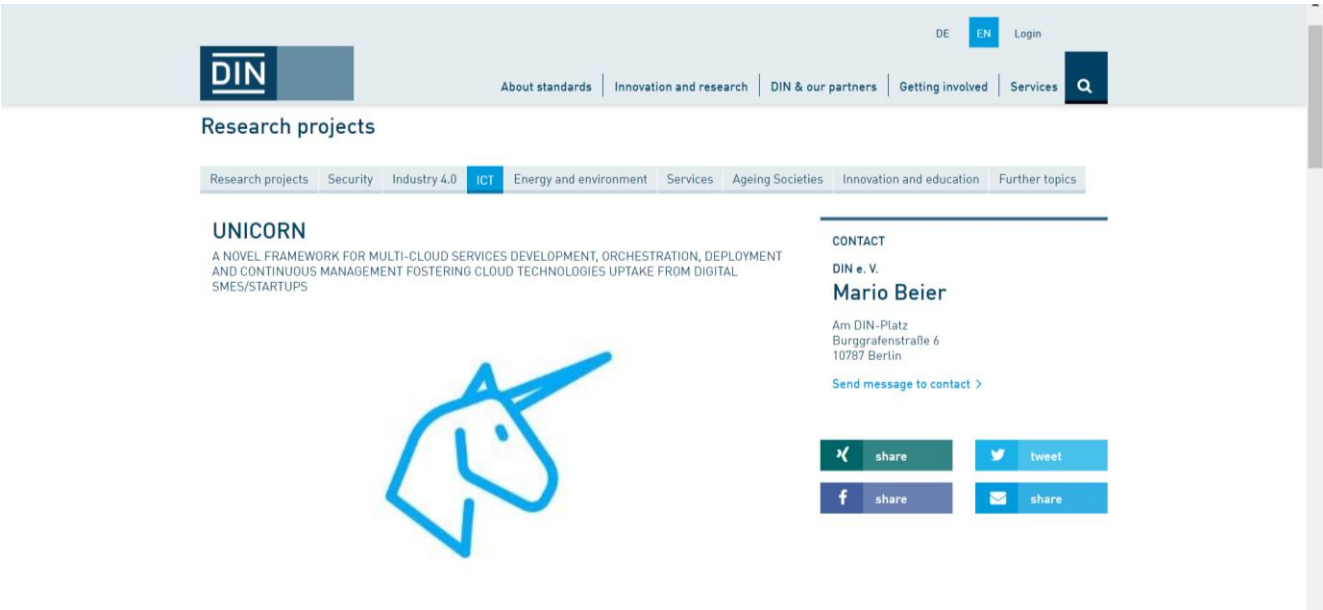 DE EN Login
DIN
About standards Innovation and research DIN & our partners Getting involved Services
Research projects
Research projects Security Industry 4.0 ICT Energy and environment Services Ageing Societies Innovation and education Further topics
UNICORN
A NOVEL FRAMEWORK FOR MULTI-CLOUD SERVICES DEVELOPMENT, ORCHESTRATION, DEPLOYMENT
AND CONTINUOUS MANAGEMENT FOSTERING CLOUD TECHNOLOGIES UPTAKE FROM DIGITAL
SMES/STARTUPS
CONTACT
DIN e. V.
Mario Beier
Am DIN-Platz
Burggrafenstraße 6
10787 Berlin
Send message to contact >
share tweet
share share